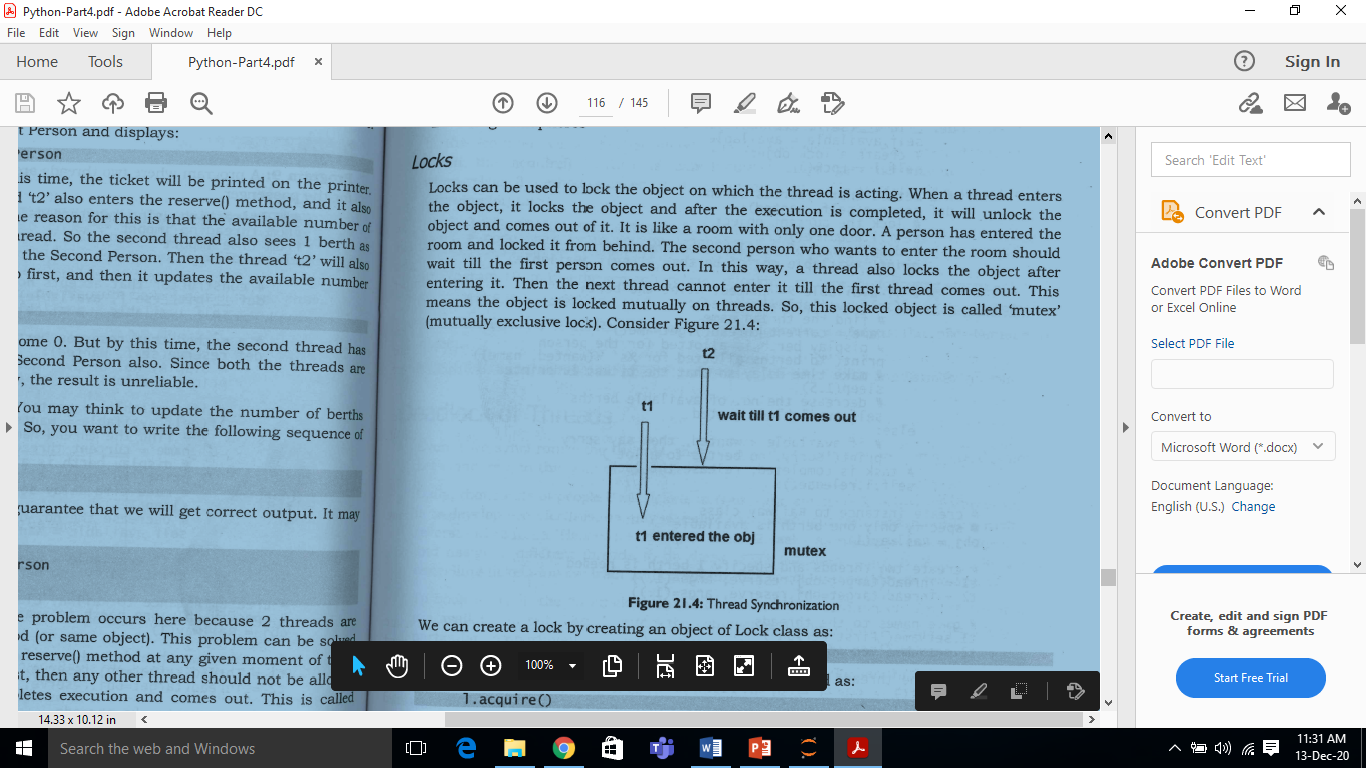 Python-Part4.pdf - Adobe Acrobat Reader DC
File Edit View Sign Window Help
Home Tools Python-Part4.pdf × Sign In
116 / 145
t Person and displays:
erson
is time, the ticket will be printed on the printer.
‘t2’ also enters the reserve() method, and it also
e reason for this is that the available number of
read. So the second thread also sees 1 berth as
the Second Person. Then the thread ‘t2’ will also
first, and then it updates the available number
ome 0. But by this time, the second thread has
Second Person also. Since both the threads are
, the result is unreliable.
You may think to update the number of berths
So, you want to write the following sequence of
guarantee that we will get correct output. It may
rson
e problem occurs here because 2 threads are
od (or same object). This problem can be solved
reserve() method at any given moment of
st, then any other thread should not be allo
letes execution and comes out. This is called
Locks
Locks can be used to lock the object on which the thread is acting. When a thread enters
the object, it locks the object and after the execution is completed, it will unlock the
object and comes out of it. It is like a room with only one door. A person has entered the
room and locked it from behind. The second person who wants to enter the room should
wait till the first person comes out. In this way, a thread also locks the object after
entering it. Then the next thread cannot enter it till the first thread comes out. This
means the object is locked mutually on threads. So, this locked object is called ‘mutex’
(mutually exclusive lock). Consider Figure 21.4:
t2
t1
wait till t1 comes out
t1 entered the obj
mutex
Figure 21.4: Thread Synchronization
We can create a lock by creating an object of Lock class as:
as:
l.acquire()
100%
14.33 x 10.12 in
Search 'Edit Text'
Convert PDF
Adobe Convert PDF
Convert PDF Files to Word
or Excel Online
Select PDF File
Convert to
Microsoft Word (*.docx)
Document Language:
English (U.S.) Change
Create, edit and sign PDF
forms & agreements
Start Free Trial
Search the web and Windows
11:31 AM
13-Dec-20